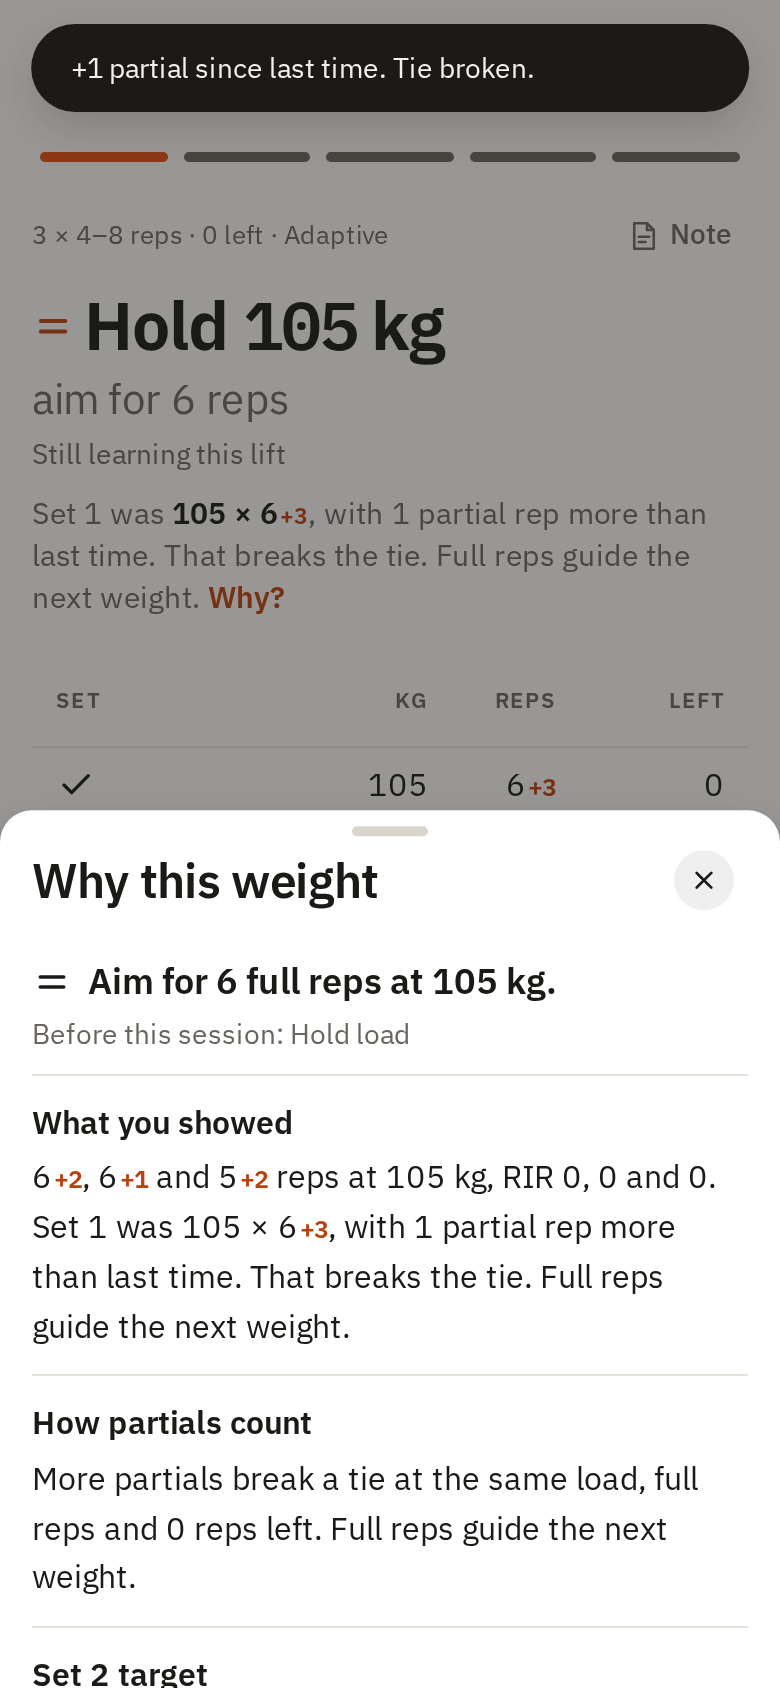 +1 partial since last time. Tie broken.
3 × 4–8 reps · 0 left · Adaptive
Note
= Hold 105 kg
aim for 6 reps
Still learning this lift
Set 1 was 105 × 6 +3, with 1 partial rep more than
last time. That breaks the tie. Full reps guide the
next weight. Why?
SET KG REPS LEFT
✓ 105 6 +3 0
Why this weight
= Aim for 6 full reps at 105 kg.
Before this session: Hold load
What you showed
6 +2, 6 +1 and 5 +2 reps at 105 kg, RIR 0, 0 and 0.
Set 1 was 105 × 6 +3, with 1 partial rep more
than last time. That breaks the tie. Full reps
guide the next weight.
How partials count
More partials break a tie at the same load, full
reps and 0 reps left. Full reps guide the next
weight.
Set 2 target